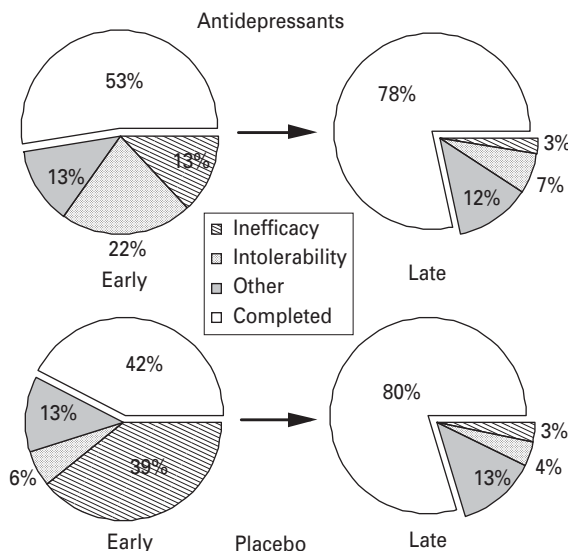 Antidepressants
53%
13%
22%
13%
Early
78%
3%
7%
12%
Late
Inefficacy
Intolerability
Other
Completed
42%
13%
6%
39%
Early
80%
3%
4%
13%
Late
Placebo